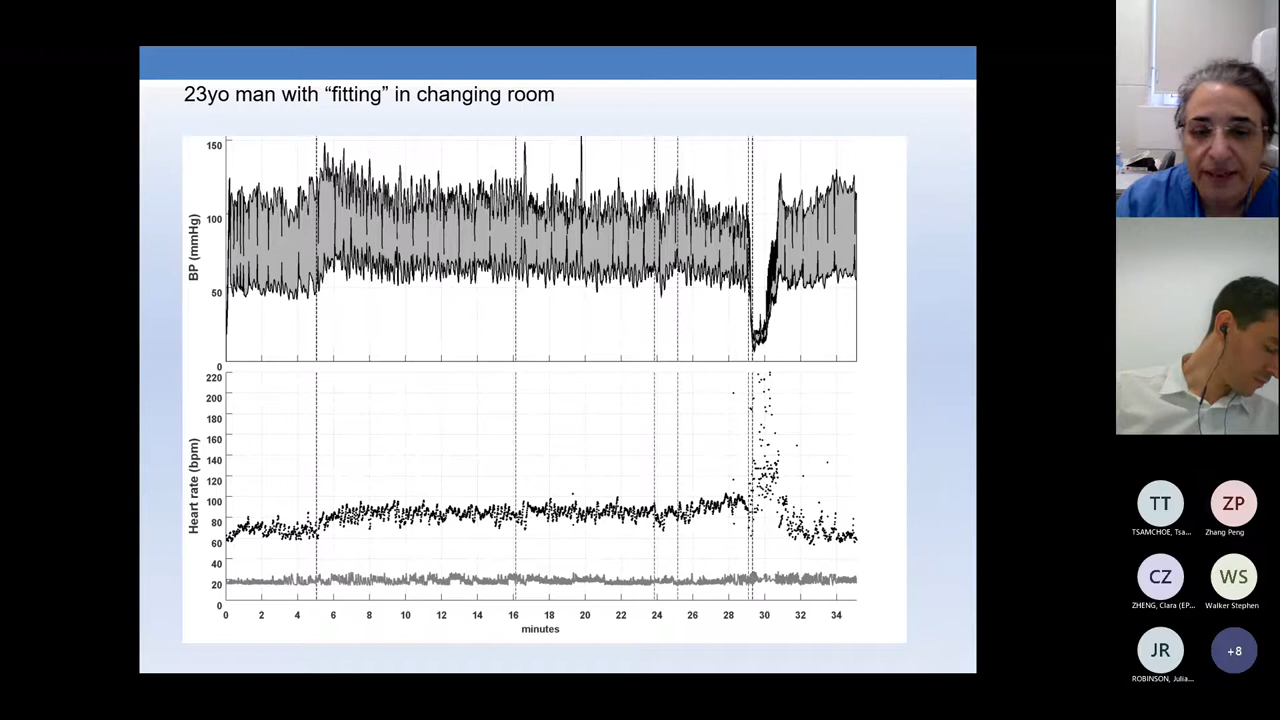 23yo man with “fitting” in changing room
150
100
50
0
BP (mmHg)
220
200
180
160
140
120
100
80
60
40
20
0
Heart rate (bpm)
0 2 4 6 8 10 12 14 16 18 20 22 24 26 28 30 32 34
minutes
TT ZP
TSAMCHOE, Tsa... Zhang Peng
CZ WS
ZHENG, Clara (EP... Walker Stephen
JR +8
ROBINSON, Julia...